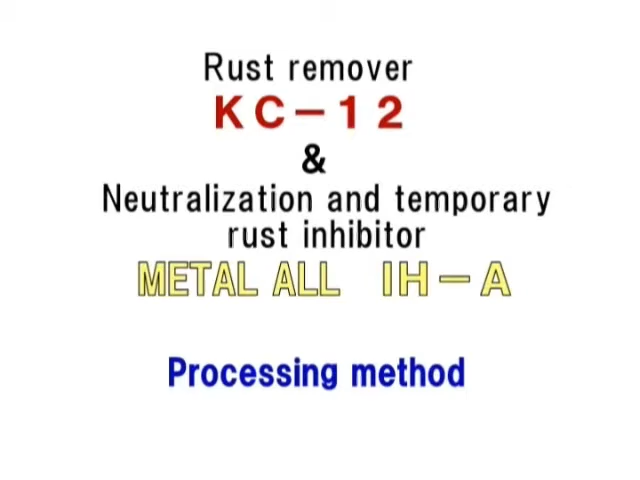 Rust remover
KC-12
&
Neutralization and temporary
rust inhibitor
METAL ALL IH-A
Processing method